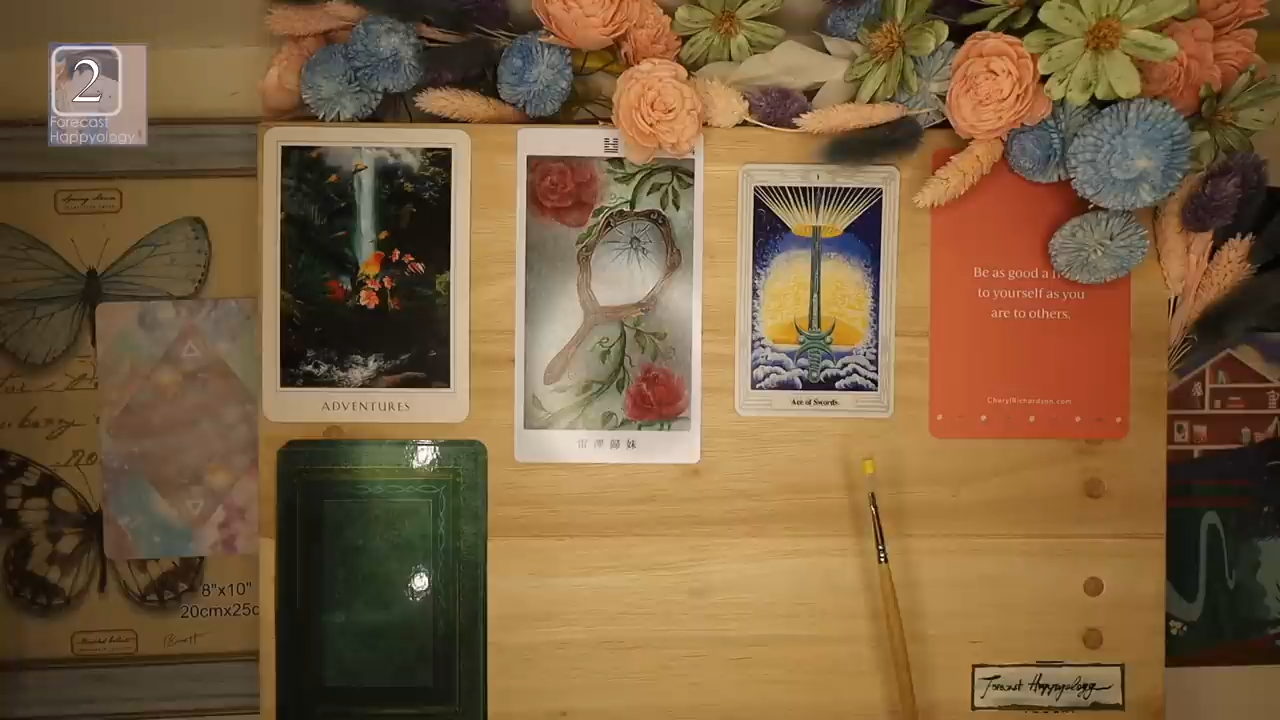 2
Forecast
Happyology
ADVENTURES
雷澤歸妹
I
Ace of Swords
Be as good a
to yourself as you
are to others.
CherylRichardson.com
8"x10"
20cmx25c
Forecast Happyology